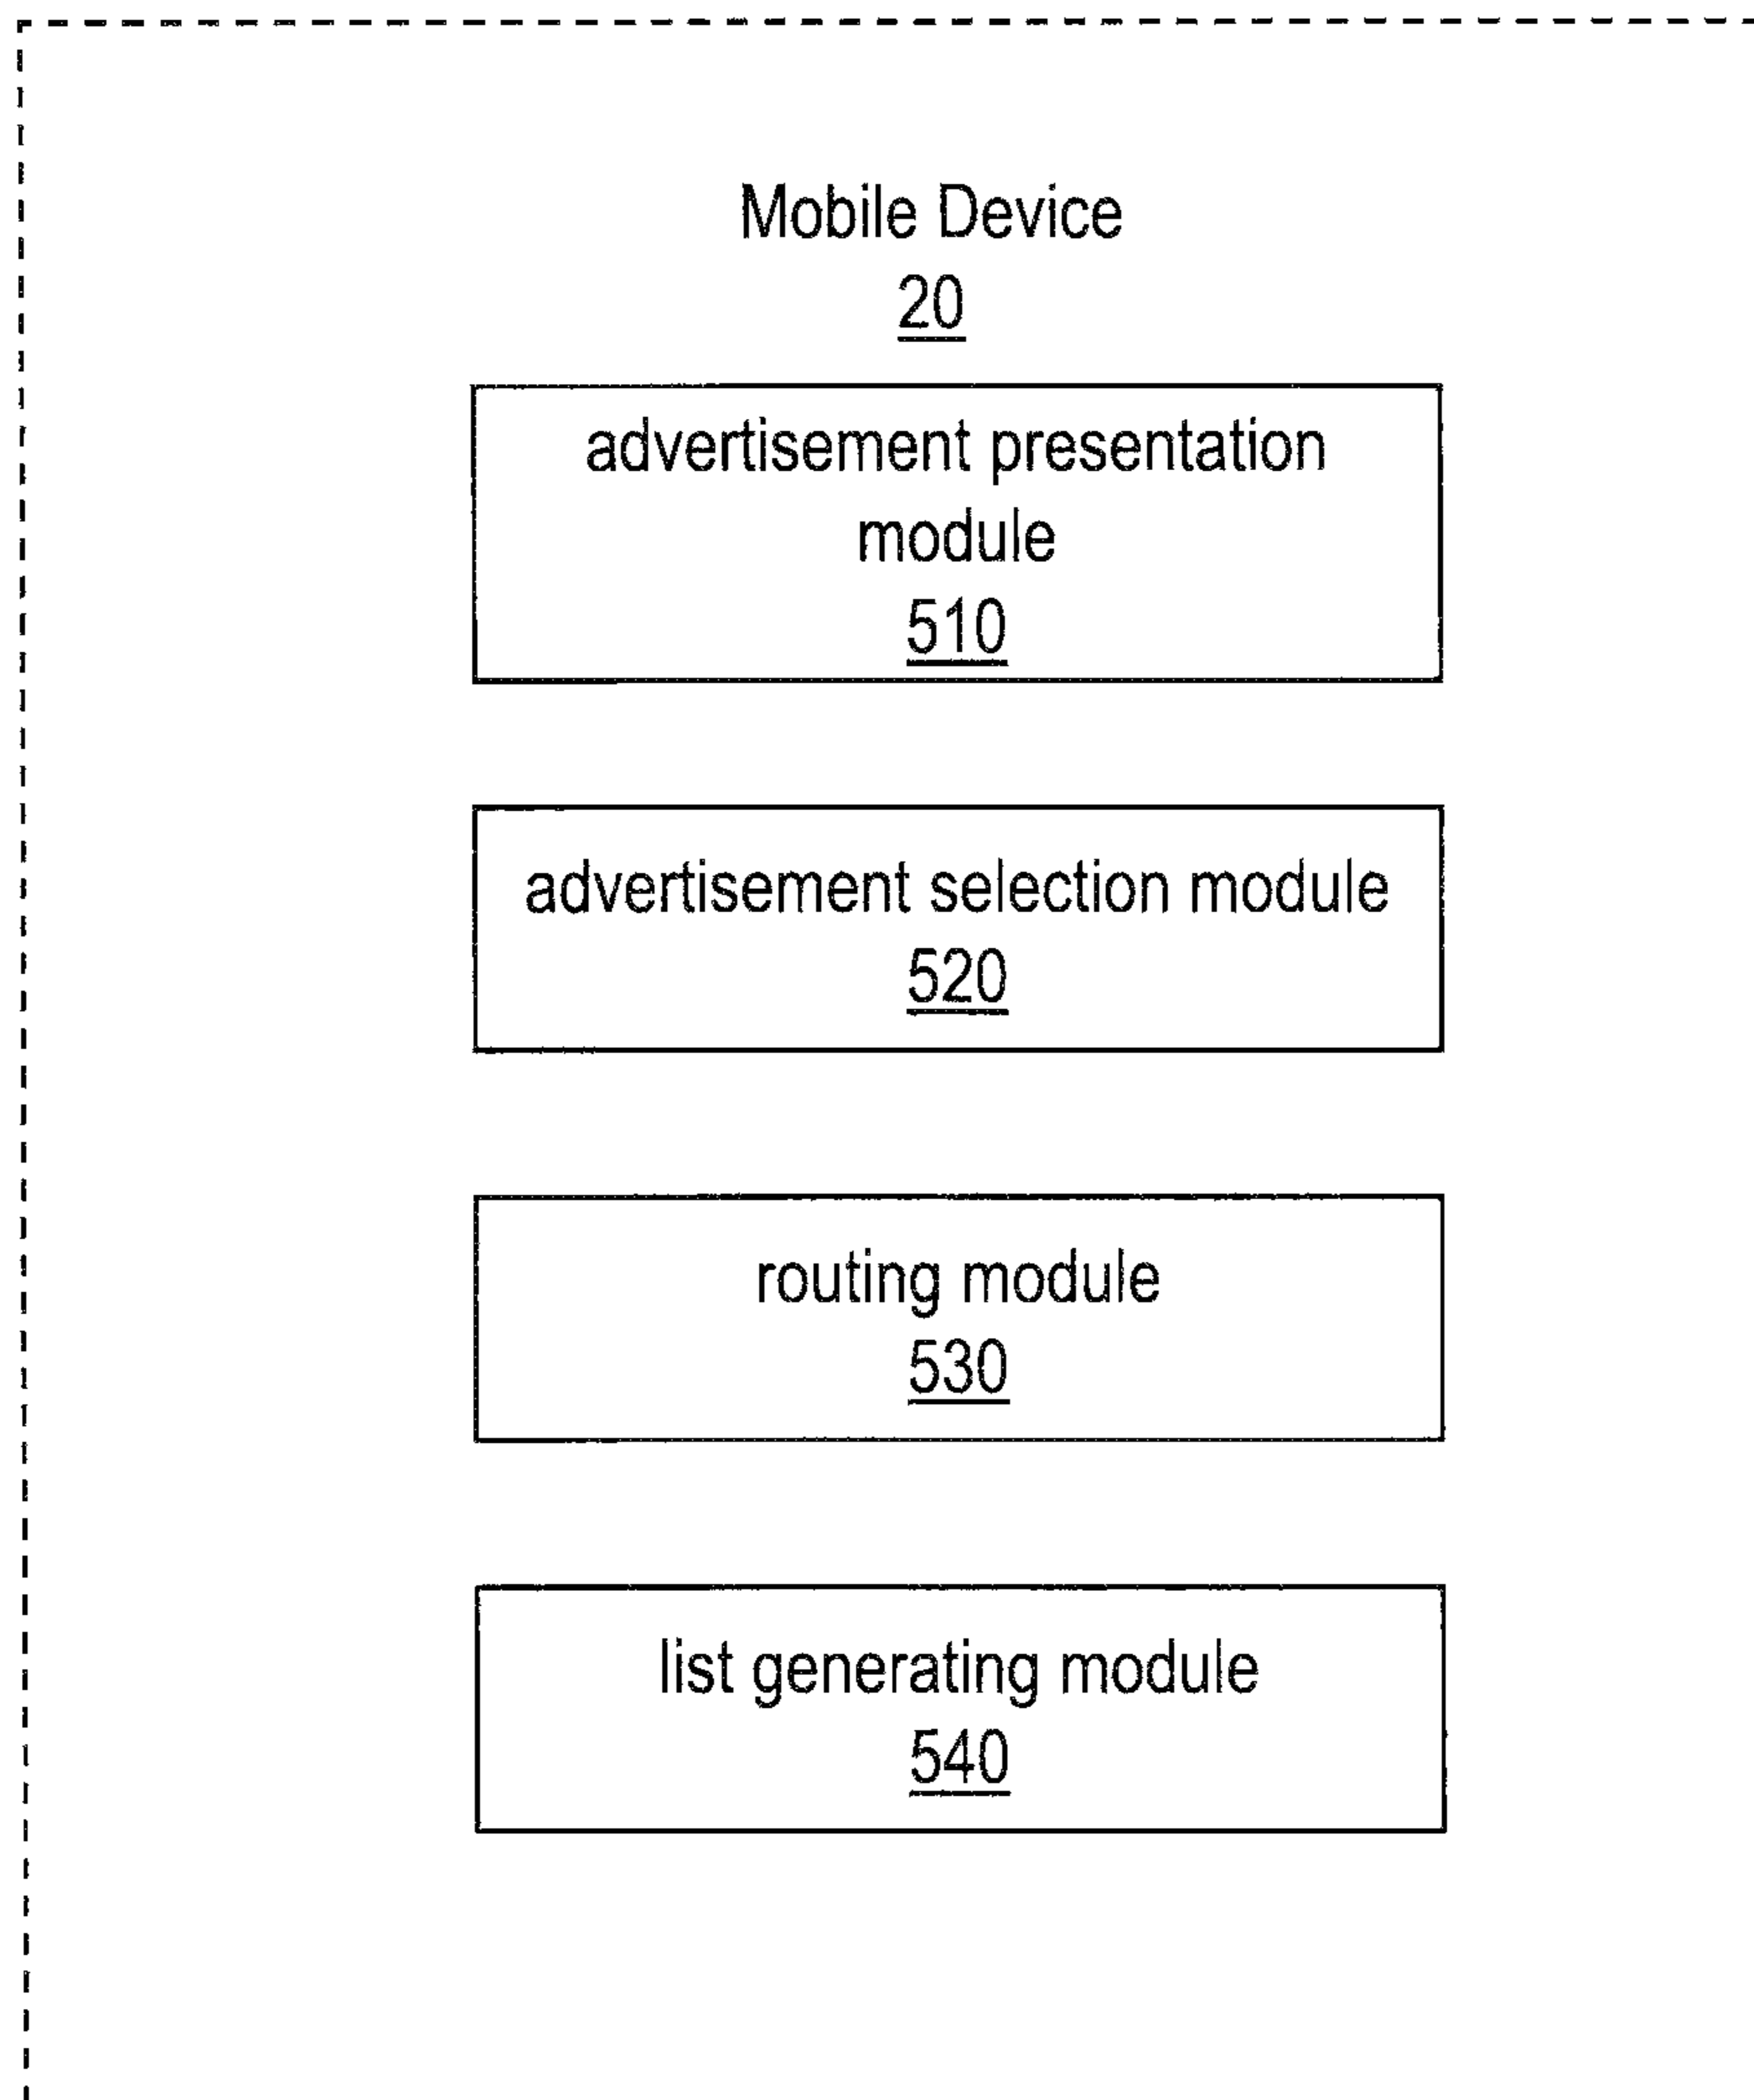 Mobile Device
20
advertisement presentation
module
510
advertisement selection module
520
routing module
530
list generating module
540